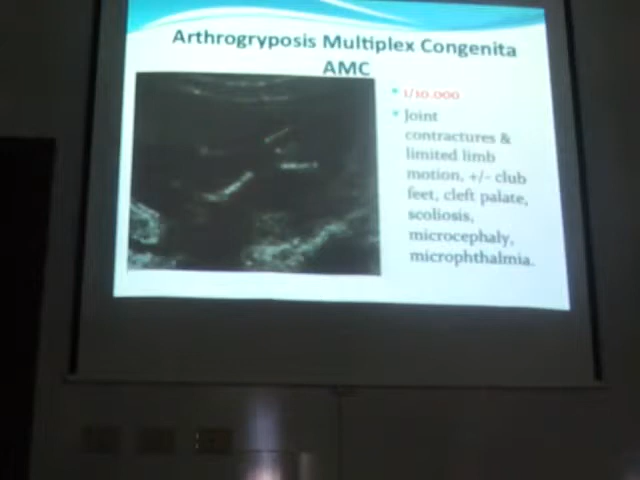 Arthrogryposis Multiplex Congenita
AMC
1/10.000
Joint
contractures &
limited limb
motion, +/- club
feet, cleft palate,
scoliosis,
microcephaly,
microphthalmia.